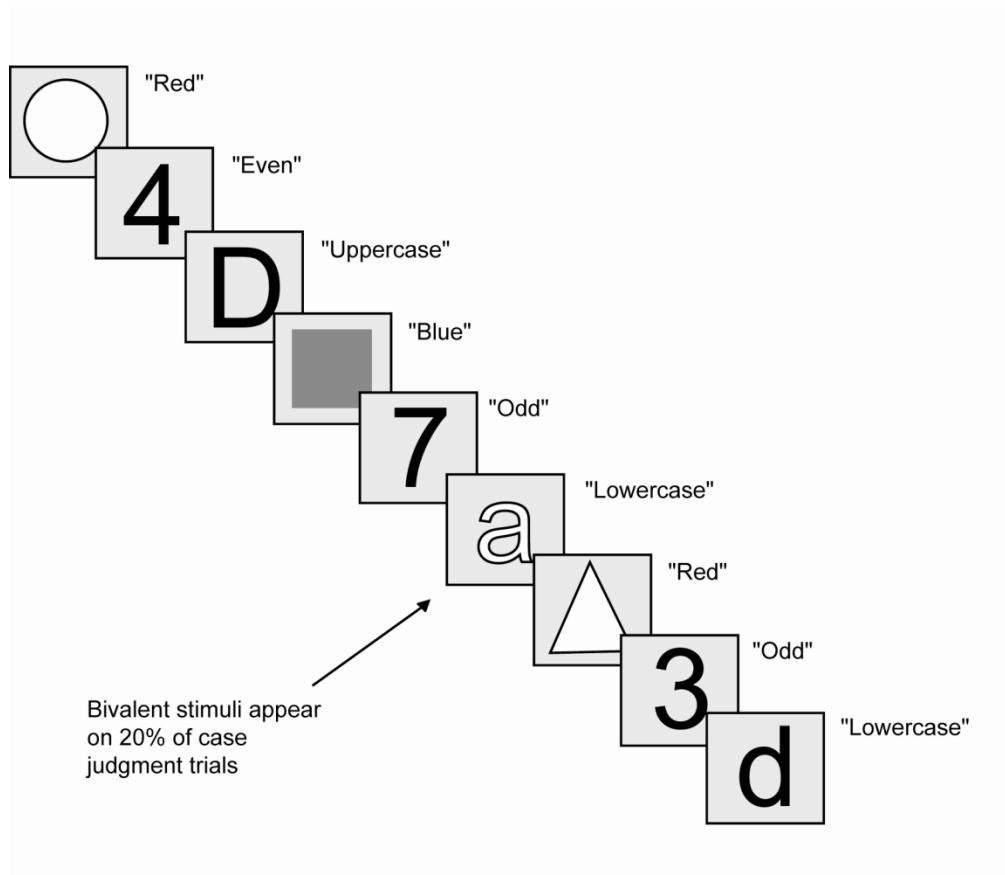 "Red"
4
"Even"
D
"Uppercase"
"Blue"
7
"Odd"
a
"Lowercase"
"Red"
3
"Odd"
d
"Lowercase"
Bivalent stimuli appear
on 20% of case
judgment trials